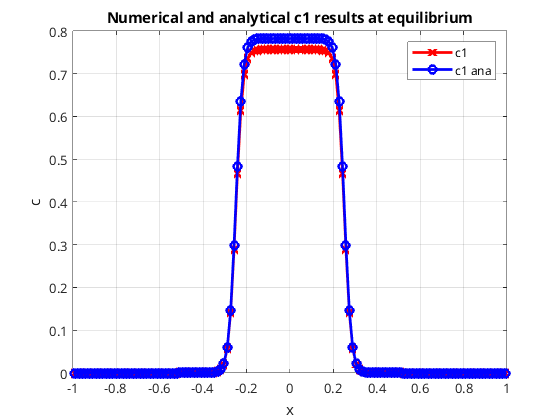 Numerical and analytical c1 results at equilibrium
0.8
0.7
0.6
0.5
0.4
0.3
0.2
0.1
0
c
c1
c1 ana
-1 -0.8 -0.6 -0.4 -0.2 0 0.2 0.4 0.6 0.8 1
x